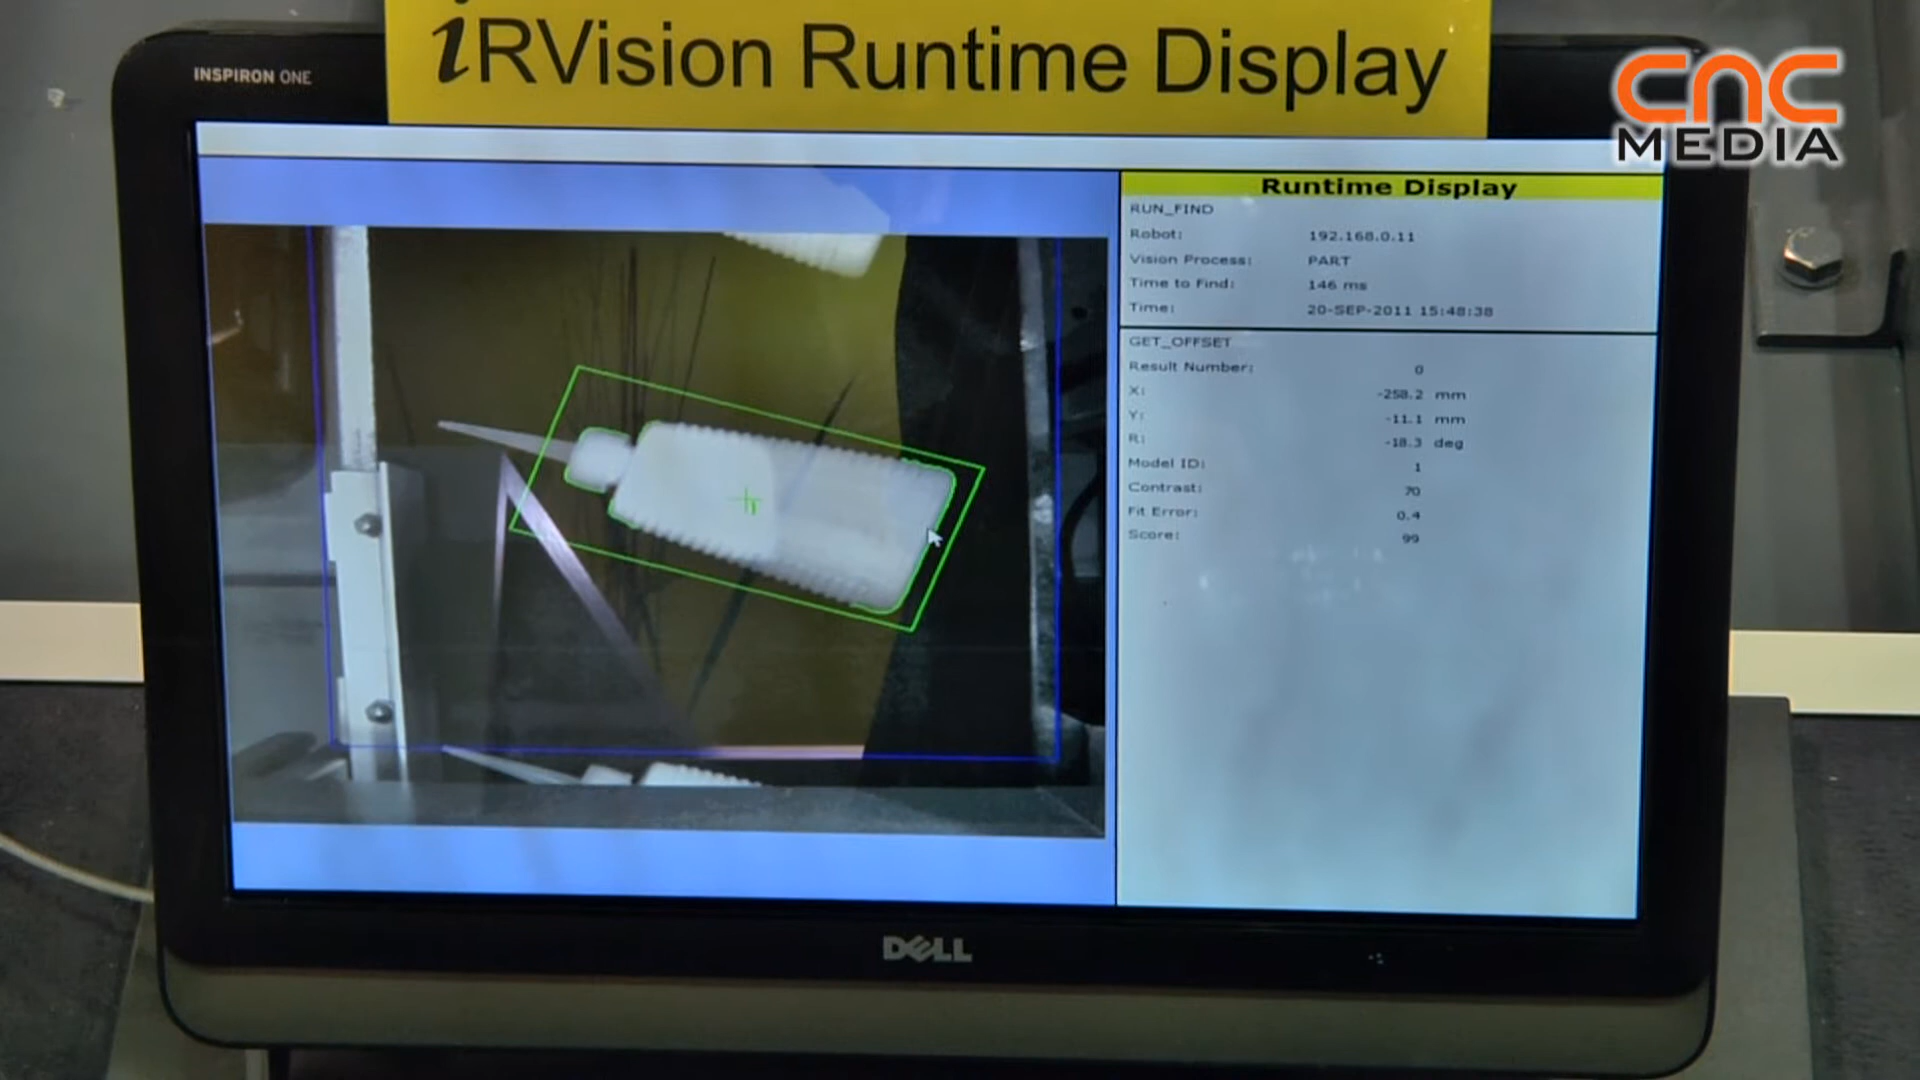 iRVision Runtime Display
INSPIRON ONE
CNC
MEDIA
Runtime Display
RUN_FIND
Robot: 192.168.0.11
Vision Process: PART
Time to Find: 146 ms
Time: 20-SEP-2011 15:48:38
GET_OFFSET
Result Number: 0
X: -258.2 mm
Y: -11.1 mm
R: -18.3 deg
Model ID: 1
Contrast: 70
Fit Error: 0.4
Score: 99
DELL